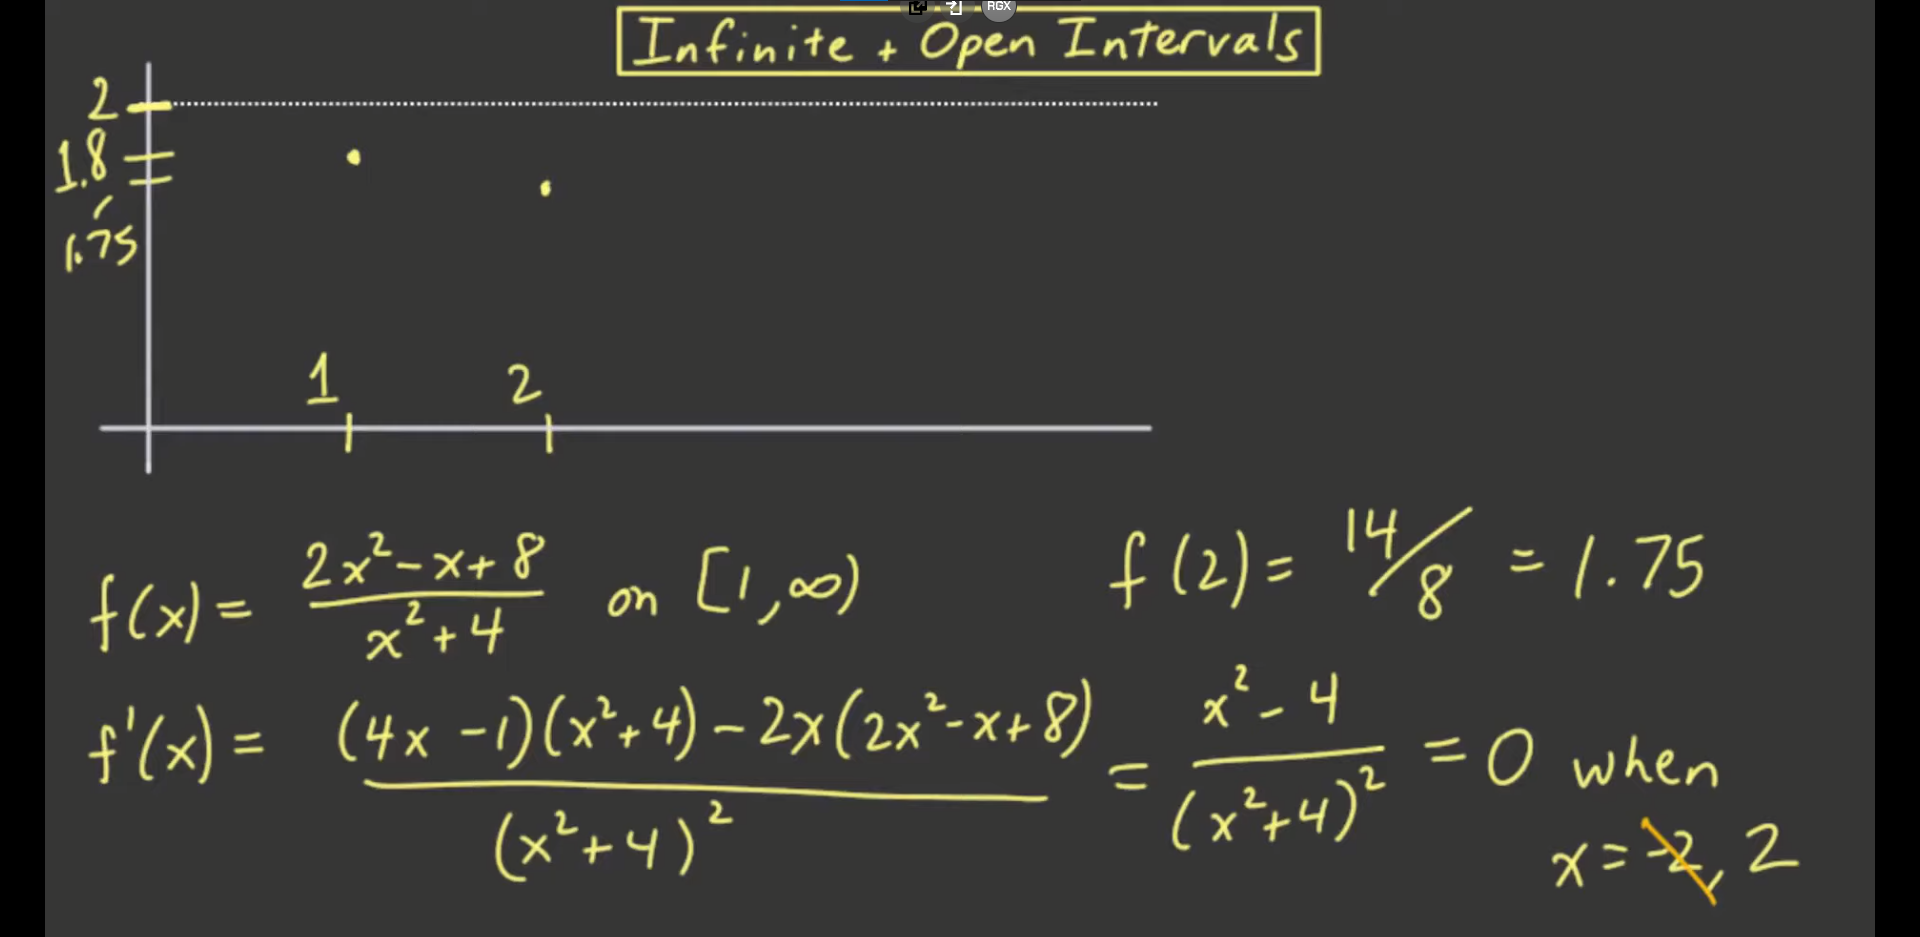 RGX
Infinite + Open Intervals
2
1.8
1.75
1 2
f(x) = (2x² - x + 8)/(x² + 4) on [1, ∞)
f(2) = 14/8 = 1.75
f'(x) = ((4x - 1)(x² + 4) - 2x(2x² - x + 8))/(x² + 4)² = (x² - 4)/(x² + 4)² = 0 when
x = -2, 2